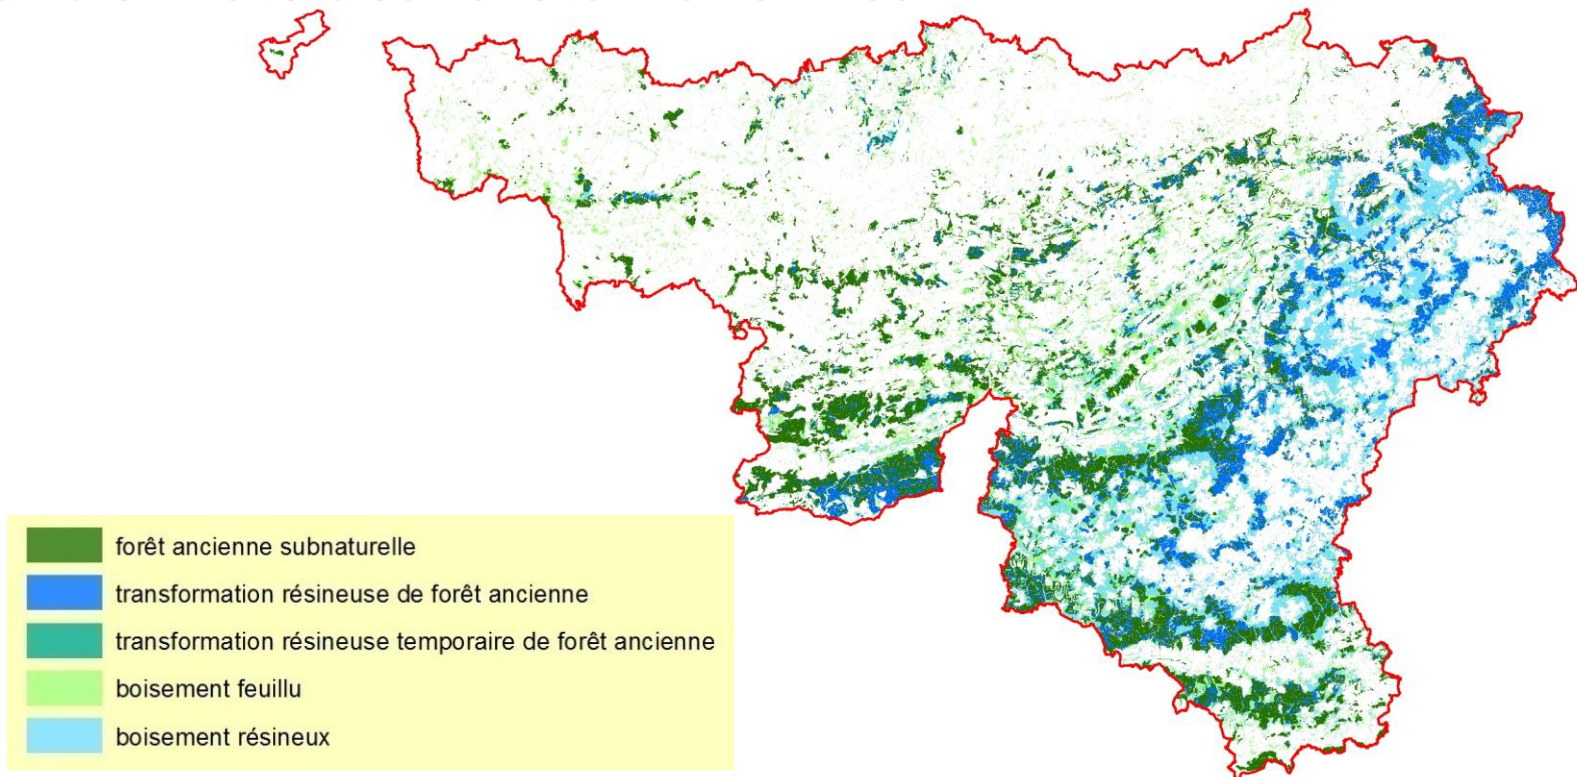 forêt ancienne subnaturelle
transformation résineuse de forêt ancienne
transformation résineuse temporaire de forêt ancienne
boisement feuillu
boisement résineux